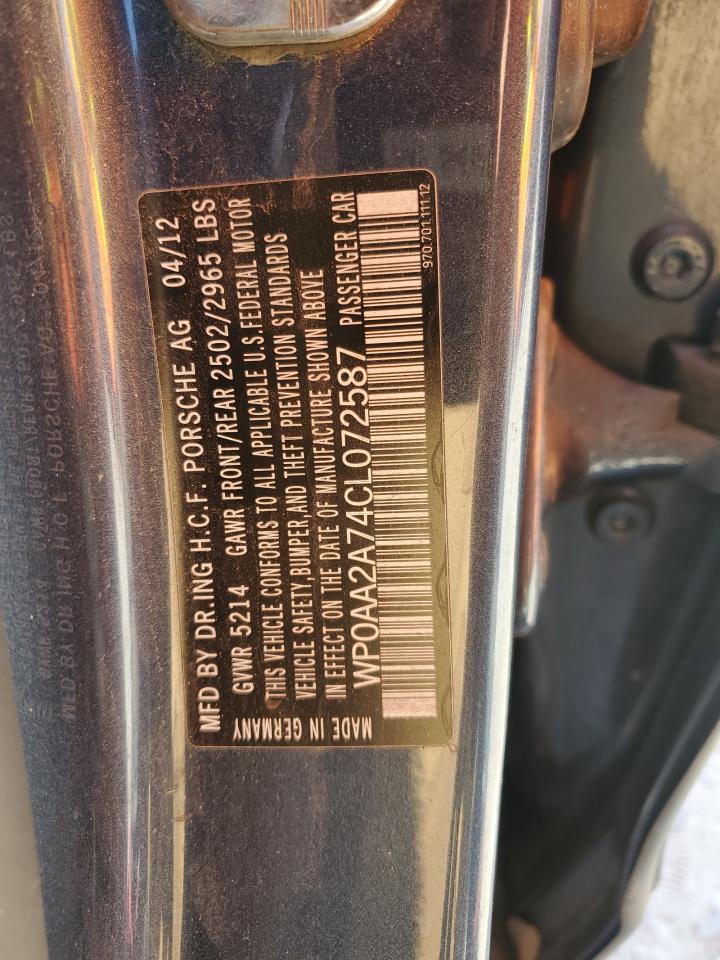 MFD BY DR.ING H.C.F. PORSCHE AG 04/12
GVWR 5214 GAWR FRONT/REAR 2502/2965 LBS
THIS VEHICLE CONFORMS TO ALL APPLICABLE U.S.FEDERAL MOTOR
VEHICLE SAFETY,BUMPER,AND THEFT PREVENTION STANDARDS
IN EFFECT ON THE DATE OF MANUFACTURE SHOWN ABOVE
WP0AA2A74CL072587 PASSENGER CAR
MADE IN GERMANY
970.701.111.12